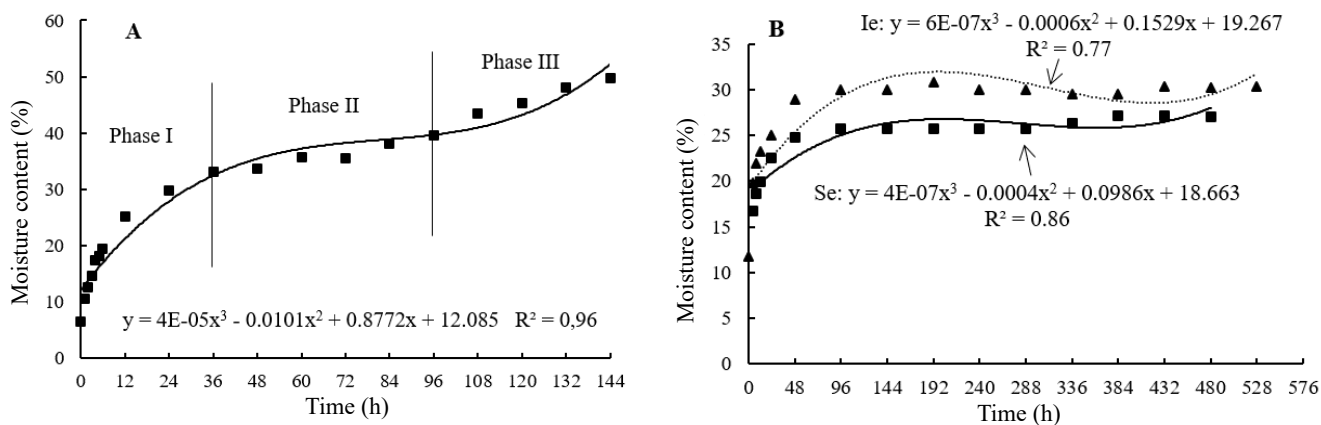 A
Phase I
Phase II
Phase III
y = 4E-05x³ - 0.0101x² + 0.8772x + 12.085 R² = 0,96
Moisture content (%)
60
50
40
30
20
10
0
0 12 24 36 48 60 72 84 96 108 120 132 144
Time (h)
B
Ie: y = 6E-07x³ - 0.0006x² + 0.1529x + 19.267
R² = 0.77
Se: y = 4E-07x³ - 0.0004x² + 0.0986x + 18.663
R² = 0.86
Moisture content (%)
35
30
25
20
15
10
5
0
0 48 96 144 192 240 288 336 384 432 480 528 576
Time (h)